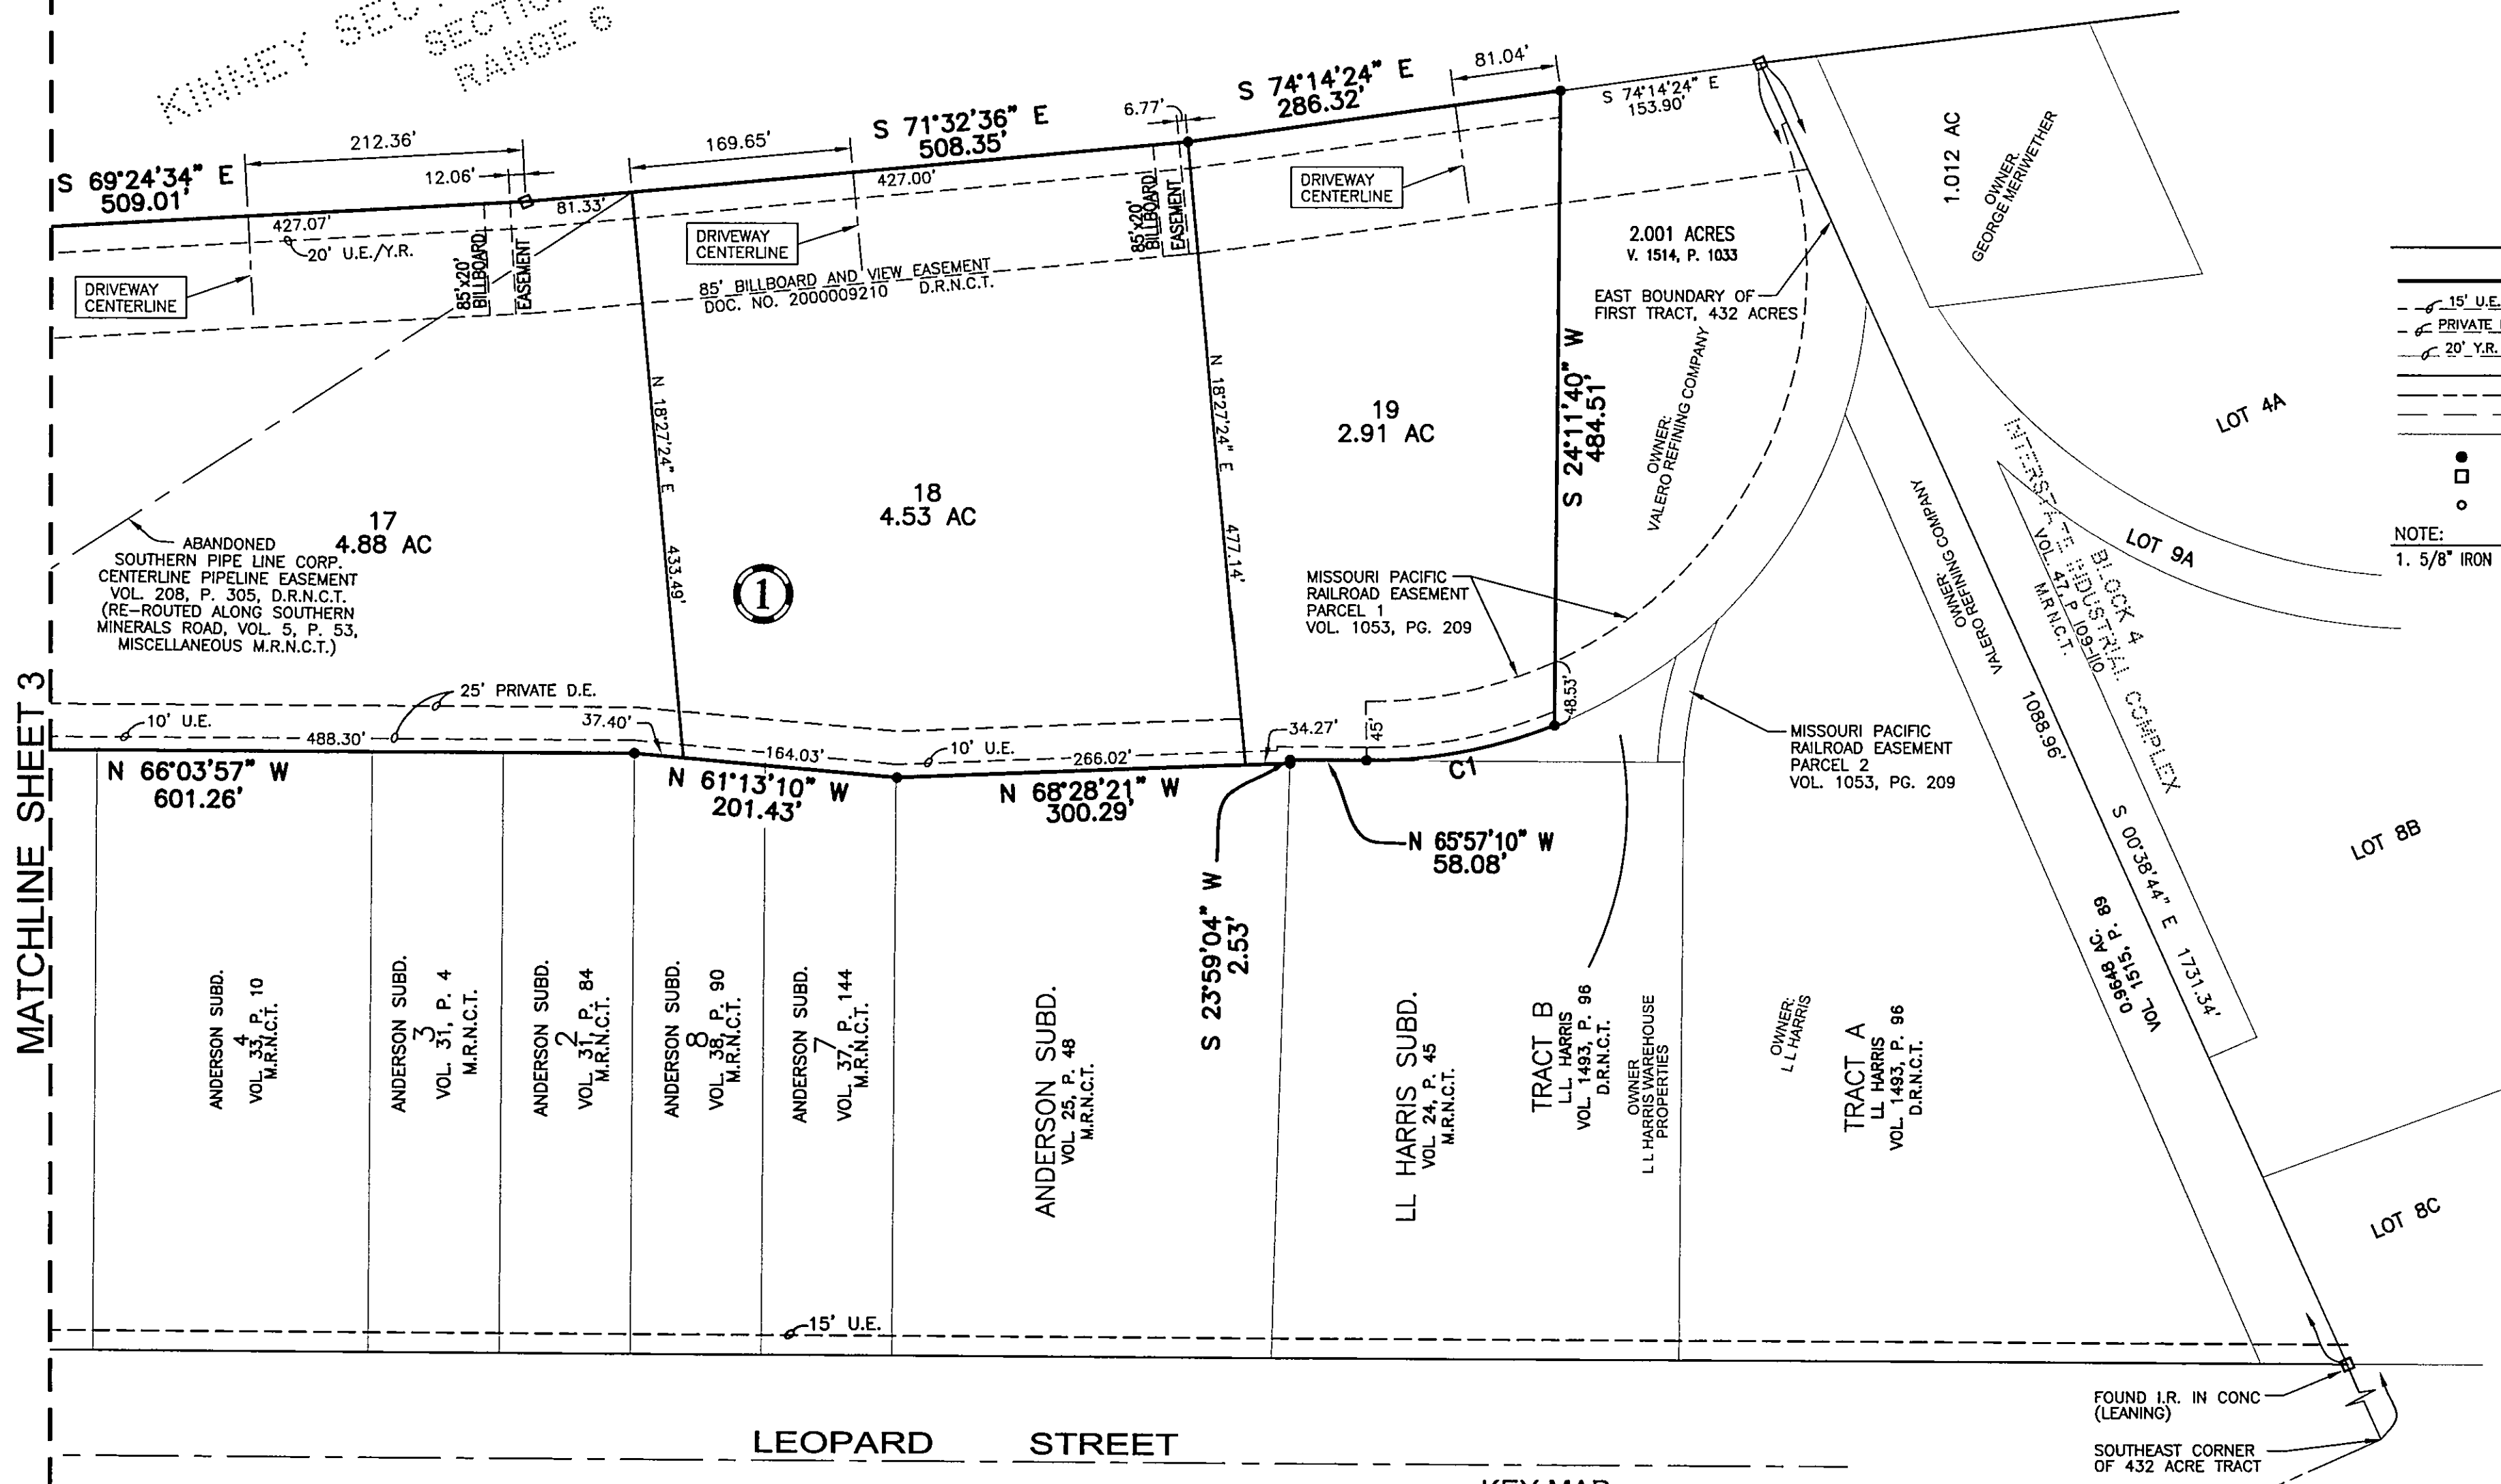 KINNEY SEC
SECTION
RANGE 6
S 74°14'24" E
286.32'
81.04'
S 74°14'24" E
153.90'
6.77'
S 71°32'36" E
508.35'
169.65'
212.36'
12.06'
S 69°24'34" E
509.01'
427.07'
81.33'
427.00'
20' U.E./Y.R.
DRIVEWAY
CENTERLINE
85'x20'
BILLBOARD
EASEMENT
DRIVEWAY
CENTERLINE
85' BILLBOARD AND VIEW EASEMENT
DOC. NO. 2000009210 D.R.N.C.T.
85'x20'
BILLBOARD
EASEMENT
DRIVEWAY
CENTERLINE
2.001 ACRES
V. 1514, P. 1033
EAST BOUNDARY OF
FIRST TRACT, 432 ACRES
1.012 AC
OWNER:
GEORGE MERIWETHER
15' U.E.
PRIVATE
20' Y.R.
NOTE:
1. 5/8" IRON
LOT 4A
LOT 9A
N 18°27'24" E
433.49'
N 18°27'24" E
477.14'
S 24°11'40" W
484.51'
OWNER:
VALERO REFINING COMPANY
17
4.88 AC
18
4.53 AC
19
2.91 AC
1
ABANDONED
SOUTHERN PIPE LINE CORP.
CENTERLINE PIPELINE EASEMENT
VOL. 208, P. 305, D.R.N.C.T.
(RE-ROUTED ALONG SOUTHERN
MINERALS ROAD, VOL. 5, P. 53,
MISCELLANEOUS M.R.N.C.T.)
MISSOURI PACIFIC
RAILROAD EASEMENT
PARCEL 1
VOL. 1053, PG. 209
OWNER:
VALERO REFINING COMPANY
BLOCK 4
INTERSTATE INDUSTRIAL COMPLEX
VOL. 47, P 109-110
M.R.N.C.T.
MATCHLINE SHEET 3
25' PRIVATE D.E.
10' U.E.
488.30'
37.40'
164.03'
10' U.E.
266.02'
34.27'
45'
48.53'
C1
N 66°03'57" W
601.26'
N 61°13'10" W
201.43'
N 68°28'21" W
300.29'
N 65°57'10" W
58.08'
S 23°59'04" W
2.53'
MISSOURI PACIFIC
RAILROAD EASEMENT
PARCEL 2
VOL. 1053, PG. 209
1088.96'
S 00°38'44" E 1731.34'
0.9648 AC.
VOL. 1515, P. 89
LOT 8B
LOT 8C
ANDERSON SUBD.
4
VOL. 33, P. 10
M.R.N.C.T.
ANDERSON SUBD.
3
VOL. 31, P. 4
M.R.N.C.T.
ANDERSON SUBD.
2
VOL. 31, P. 84
M.R.N.C.T.
ANDERSON SUBD.
8
VOL. 38, P. 90
M.R.N.C.T.
ANDERSON SUBD.
7
VOL. 37, P. 144
M.R.N.C.T.
ANDERSON SUBD.
VOL 25, P. 48
M.R.N.C.T.
LL HARRIS SUBD.
VOL 24, P. 45
M.R.N.C.T.
TRACT B
L.L. HARRIS
VOL 1493, P. 96
D.R.N.C.T.
OWNER
L L HARRIS WAREHOUSE
PROPERTIES
OWNER:
L L HARRIS
TRACT A
LL HARRIS
VOL. 1493, P. 96
D.R.N.C.T.
15' U.E.
FOUND I.R. IN CONC
(LEANING)
SOUTHEAST CORNER
OF 432 ACRE TRACT
LEOPARD STREET
KEY MAP